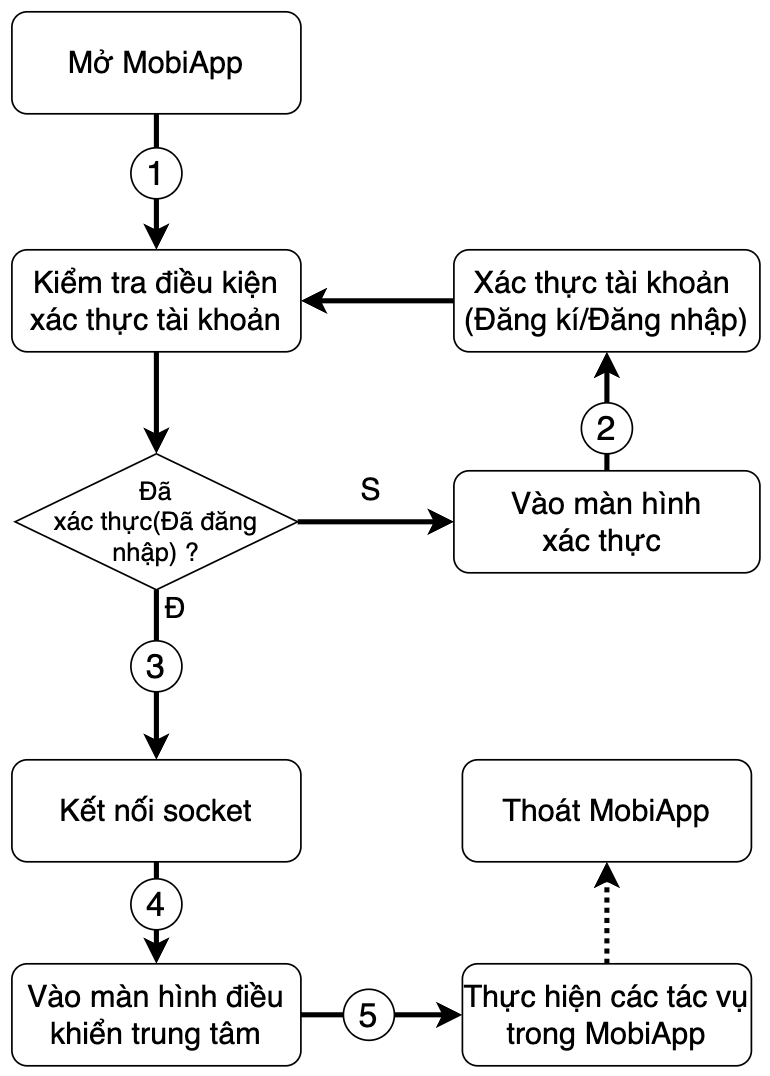 Mở MobiApp
1
Kiểm tra điều kiện
xác thực tài khoản
Xác thực tài khoản
(Đăng kí/Đăng nhập)
2
Đã
xác thực(Đã đăng
nhập) ?
S
Vào màn hình
xác thực
Đ
3
Kết nối socket
Thoát MobiApp
4
Vào màn hình điều
khiển trung tâm
5
Thực hiện các tác vụ
trong MobiApp